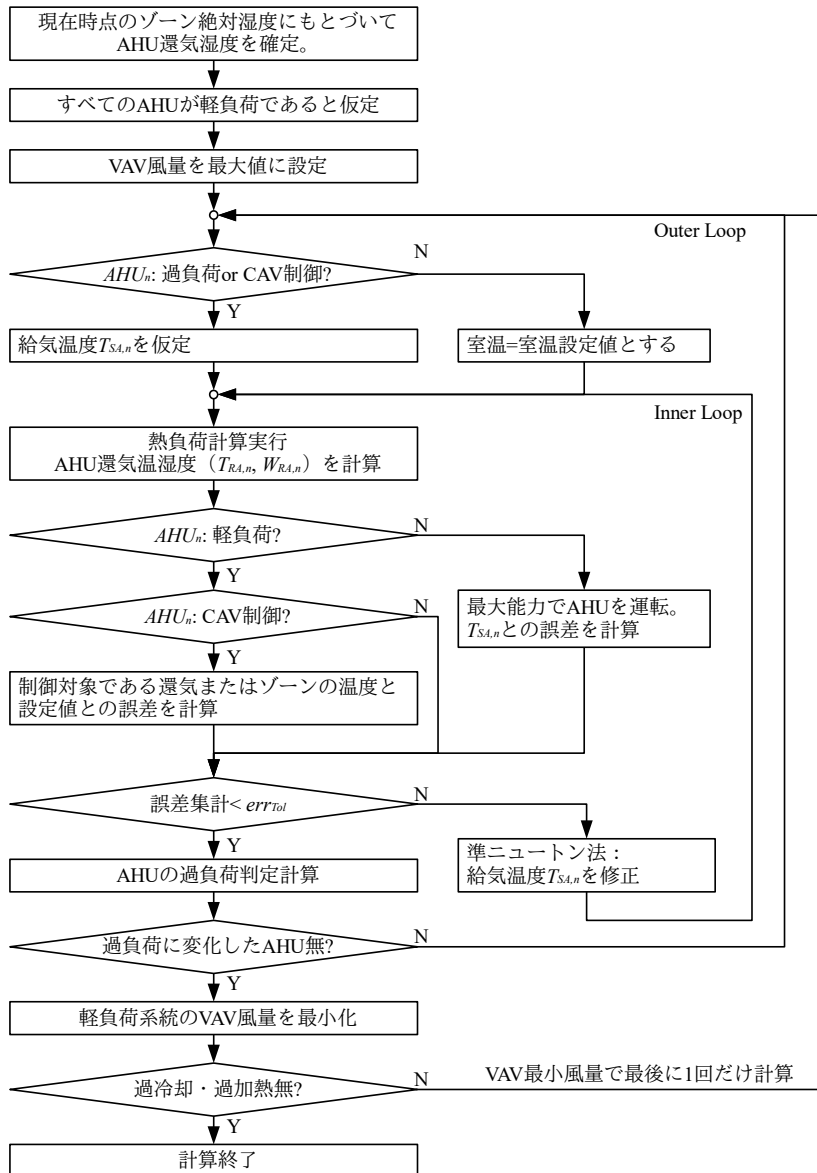 現在時点のゾーン絶対湿度にもとづいて
AHU還気湿度を確定。
すべてのAHUが軽負荷であると仮定
VAV風量を最大値に設定
Outer Loop
N
AHUn: 過負荷or CAV制御?
Y
給気温度TSA,nを仮定
室温=室温設定値とする
Inner Loop
熱負荷計算実行
AHU還気温湿度（TRA,n, WRA,n）を計算
N
AHUn: 軽負荷?
Y
N
AHUn: CAV制御?
最大能力でAHUを運転。
TSA,nとの誤差を計算
Y
制御対象である還気またはゾーンの温度と
設定値との誤差を計算
N
誤差集計< errTol
Y
準ニュートン法：
給気温度TSA,nを修正
AHUの過負荷判定計算
N
過負荷に変化したAHU無?
Y
軽負荷系統のVAV風量を最小化
N
VAV最小風量で最後に1回だけ計算
過冷却・過加熱無?
Y
計算終了